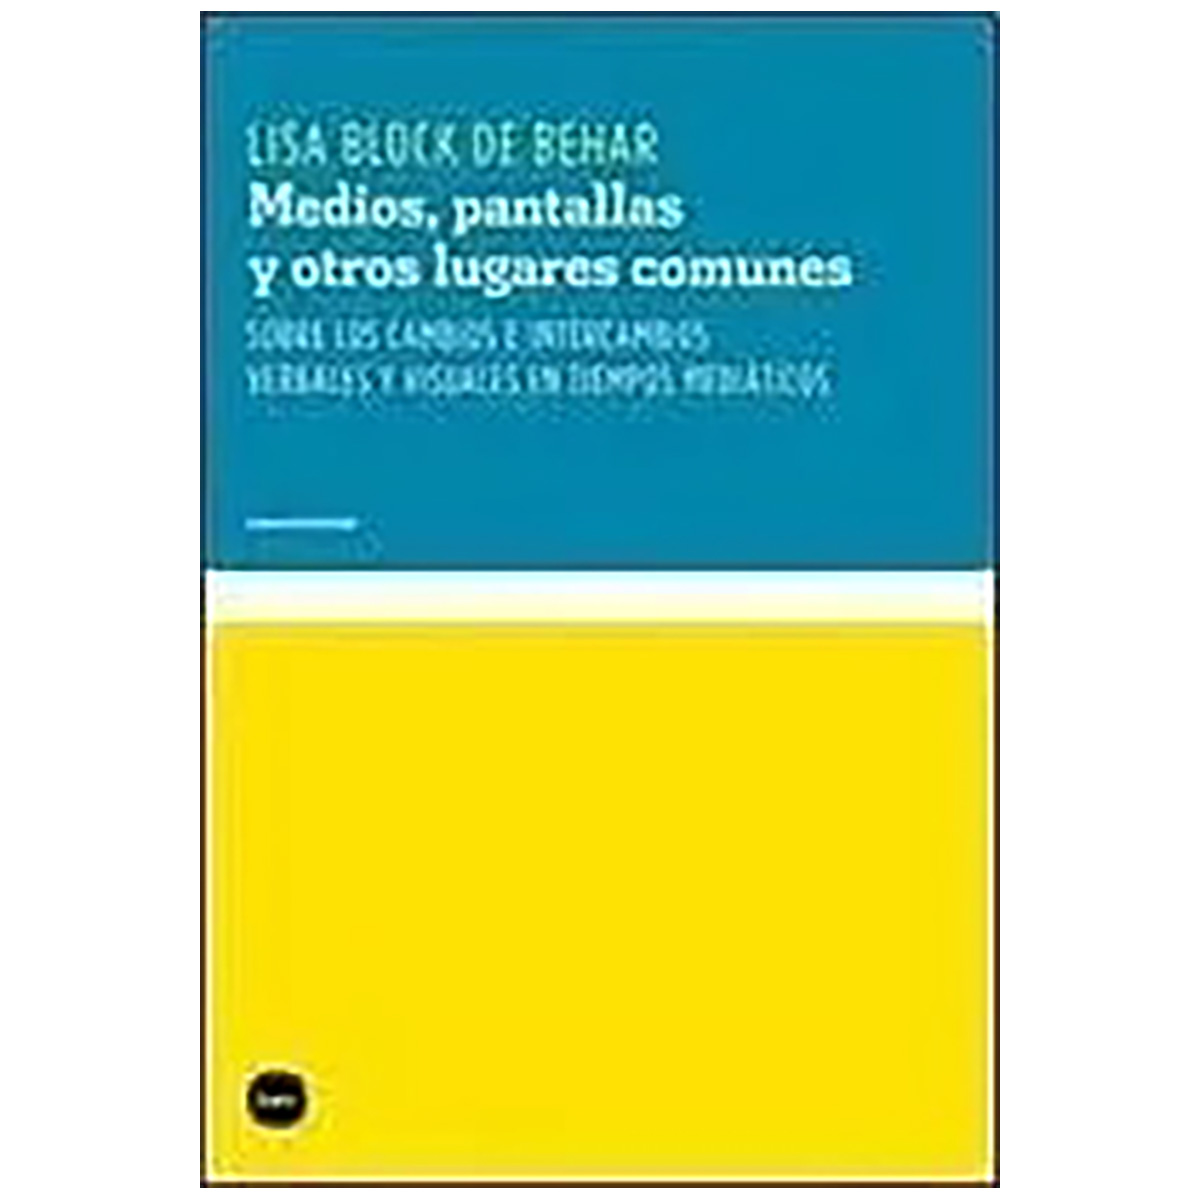 LISA BLOCK DE BEHAR
Medios, pantallas
y otros lugares comunes
SOBRE LOS CAMBIOS E INTERCAMBIOS
VERBALES Y VISUALES EN TIEMPOS MEDIÁTICOS